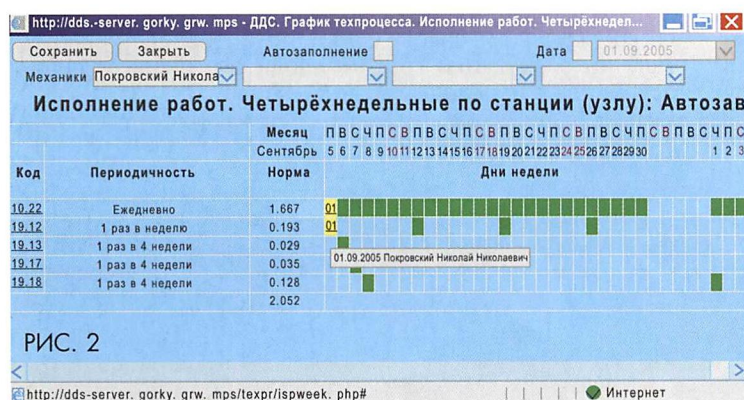 http://dds.-server. gorky. grw. mps - ДДС. График техпроцесса. Исполнение работ. Четырёхнедел...
Сохранить Закрыть Автозаполнение Дата 01.09.2005
Механики Покровский Никола
Исполнение работ. Четырёхнедельные по станции (узлу): Автозав
Месяц П В С Ч П С В П В С Ч П С В П В С Ч П С В П В С Ч П С В П В С Ч П С
Сентябрь 5 6 7 8 9 10 11 12 13 14 15 16 17 18 19 20 21 22 23 24 25 26 27 28 29 30 1 2 3
Код Периодичность Норма Дни недели
10.22 Ежедневно 1.667 01
19.12 1 раз в неделю 0.193 01
19.13 1 раз в 4 недели 0.029
01.09.2005 Покровский Николай Николаевич
19.17 1 раз в 4 недели 0.035
19.18 1 раз в 4 недели 0.128
2.052
РИС. 2
http://dds-server. gorky. grw. mps/texpr/ispweek. php# Интернет